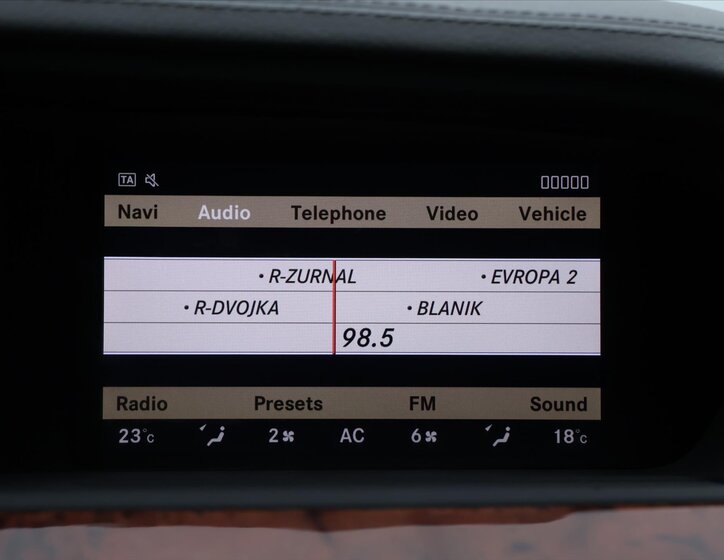 TA
Navi Audio Telephone Video Vehicle
• R-ZURNAL • EVROPA 2
• R-DVOJKA • BLANIK
98.5
Radio Presets FM Sound
23°C 2 AC 6 18°C